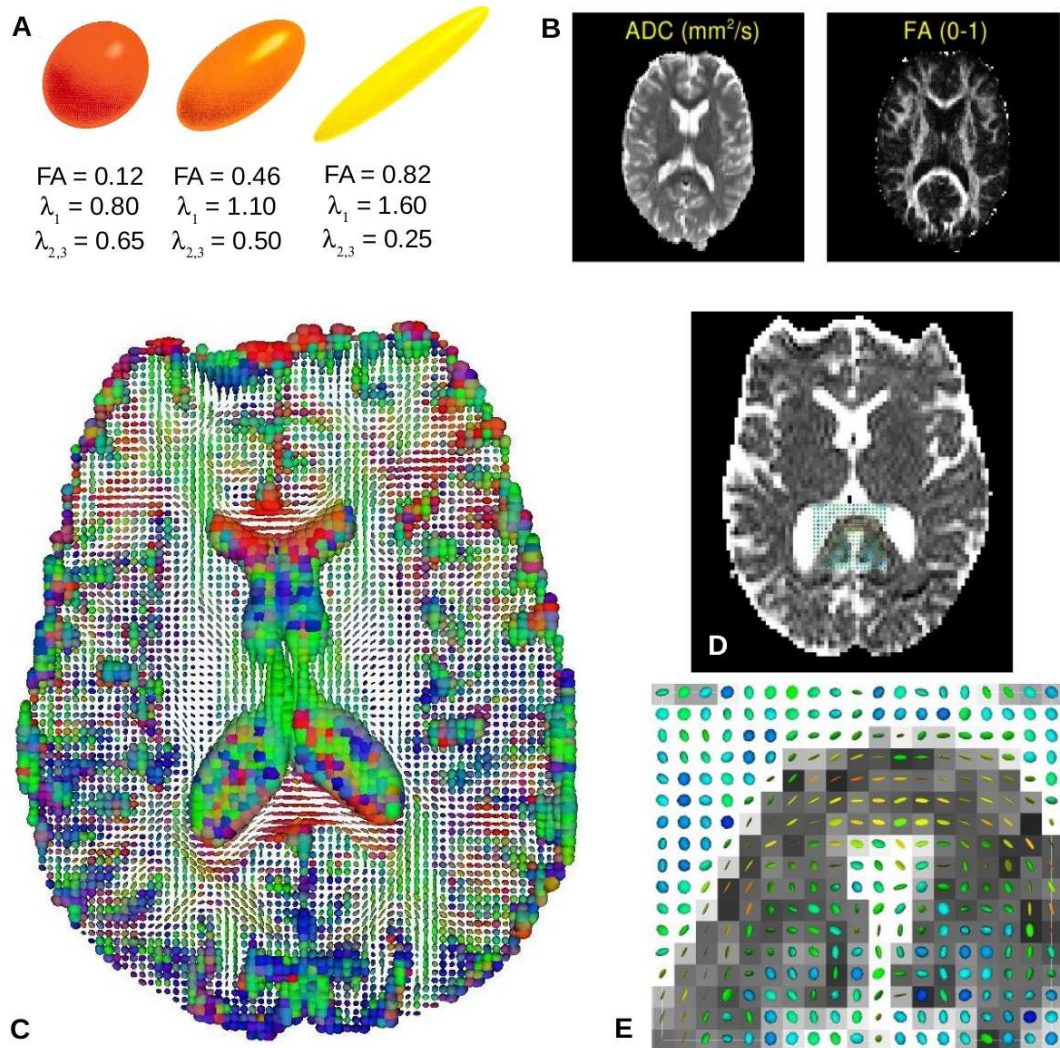 A
FA = 0.12
λ1 = 0.80
λ2,3 = 0.65
FA = 0.46
λ1 = 1.10
λ2,3 = 0.50
FA = 0.82
λ1 = 1.60
λ2,3 = 0.25
B
ADC (mm²/s)
FA (0-1)
C
D
E